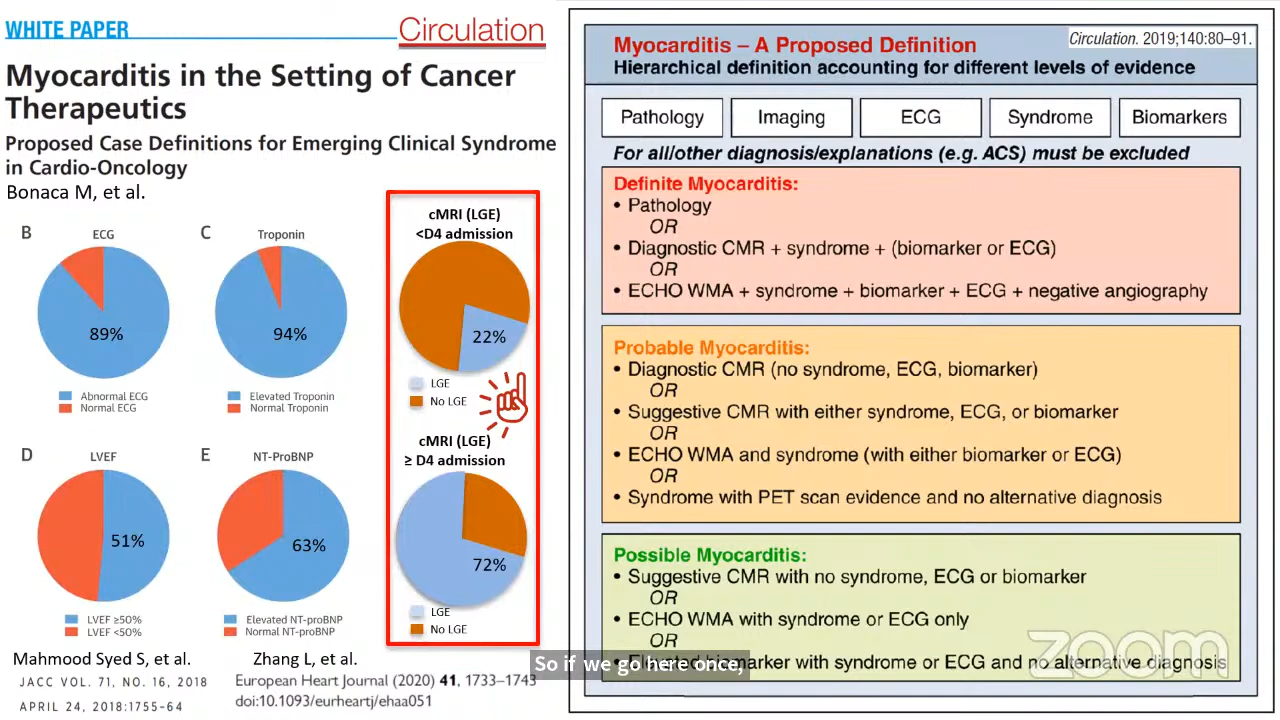 WHITE PAPER
Circulation
Myocarditis in the Setting of Cancer
Therapeutics
Proposed Case Definitions for Emerging Clinical Syndrome
in Cardio-Oncology
Bonaca M, et al.
B
ECG
89%
Abnormal ECG
Normal ECG
C
Troponin
94%
Elevated Troponin
Normal Troponin
cMRI (LGE)
<D4 admission
22%
LGE
No LGE
D
LVEF
51%
LVEF ≥50%
LVEF <50%
E
NT-ProBNP
63%
Elevated NT-proBNP
Normal NT-proBNP
cMRI (LGE)
≥ D4 admission
72%
LGE
No LGE
Mahmood Syed S, et al.
JACC VOL. 71, NO. 16, 2018
APRIL 24, 2018:1755–64
Zhang L, et al.
European Heart Journal (2020) 41, 1733–1743
doi:10.1093/eurheartj/ehaa051
Circulation. 2019;140:80–91.
Myocarditis – A Proposed Definition
Hierarchical definition accounting for different levels of evidence
Pathology
Imaging
ECG
Syndrome
Biomarkers
For all/other diagnosis/explanations (e.g. ACS) must be excluded
Definite Myocarditis:
• Pathology
OR
• Diagnostic CMR + syndrome + (biomarker or ECG)
OR
• ECHO WMA + syndrome + biomarker + ECG + negative angiography
Probable Myocarditis:
• Diagnostic CMR (no syndrome, ECG, biomarker)
OR
• Suggestive CMR with either syndrome, ECG, or biomarker
OR
• ECHO WMA and syndrome (with either biomarker or ECG)
OR
• Syndrome with PET scan evidence and no alternative diagnosis
Possible Myocarditis:
• Suggestive CMR with no syndrome, ECG or biomarker
OR
• ECHO WMA with syndrome or ECG only
OR
• Elevated biomarker with syndrome or ECG and no alternative diagnosis
zoom
So if we go here once,